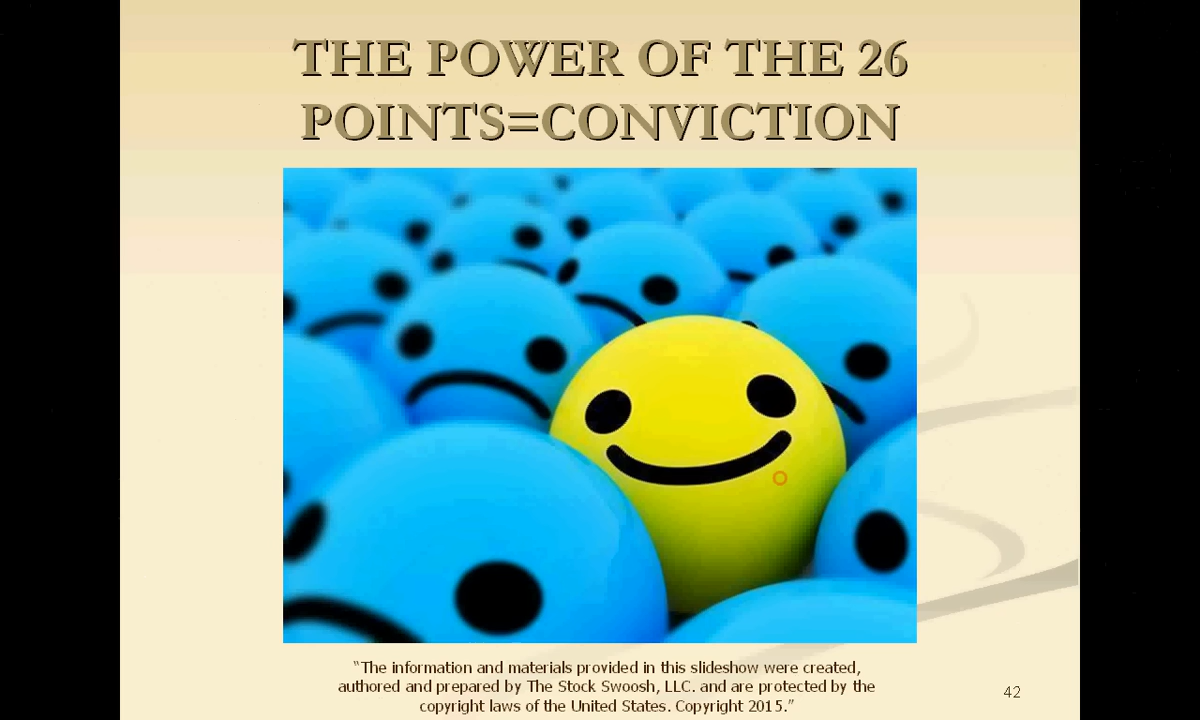 THE POWER OF THE 26
POINTS=CONVICTION
“The information and materials provided in this slideshow were created,
authored and prepared by The Stock Swoosh, LLC. and are protected by the
copyright laws of the United States. Copyright 2015.”
42